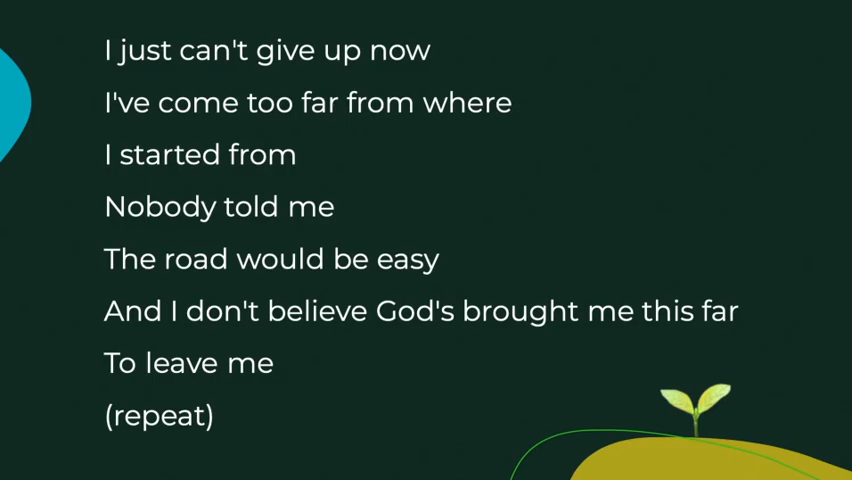 I just can't give up now
I've come too far from where
I started from
Nobody told me
The road would be easy
And I don't believe God's brought me this far
To leave me
(repeat)